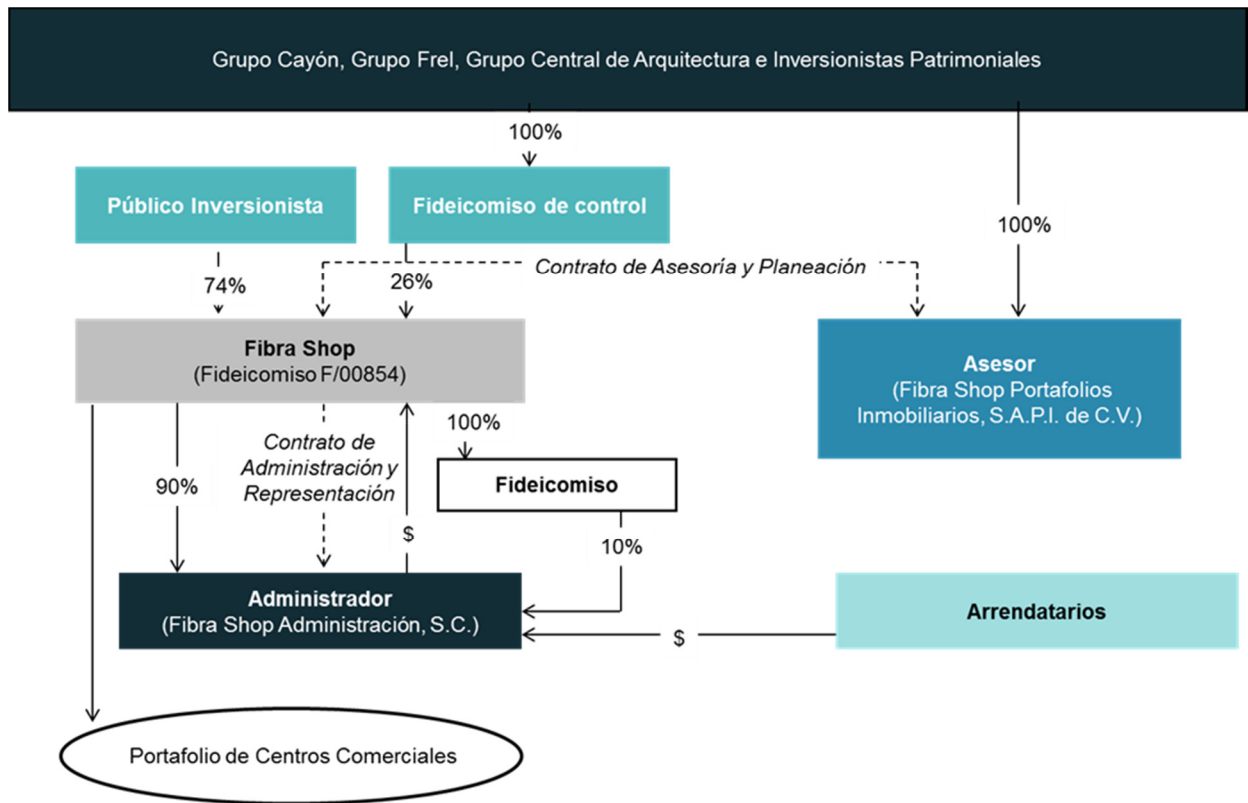 Grupo Cayón, Grupo Frel, Grupo Central de Arquitectura e Inversionistas Patrimoniales
100%
Público Inversionista
Fideicomiso de control
100%
Contrato de Asesoría y Planeación
74%
26%
Fibra Shop
(Fideicomiso F/00854)
Asesor
(Fibra Shop Portafolios
Inmobiliarios, S.A.P.I. de C.V.)
100%
Contrato de
Administración y
Representación
90%
Fideicomiso
$
10%
Administrador
(Fibra Shop Administración, S.C.)
Arrendatarios
$
Portafolio de Centros Comerciales